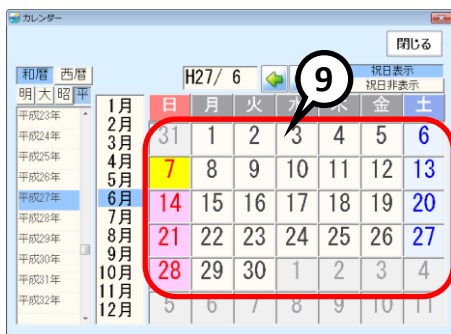 カレンダー
閉じる
和暦 西暦
明 大 昭 平
H27/ 6
祝日表示
祝日非表示
平成23年
平成24年
平成25年
平成26年
平成27年
平成28年
平成29年
平成30年
平成31年
平成32年
1月
2月
3月
4月
5月
6月
7月
8月
9月
10月
11月
12月
9
日 月 火 水 木 金 土
31 1 2 3 4 5 6
7 8 9 10 11 12 13
14 15 16 17 18 19 20
21 22 23 24 25 26 27
28 29 30 1 2 3 4
5 6 7 8 9 10 11